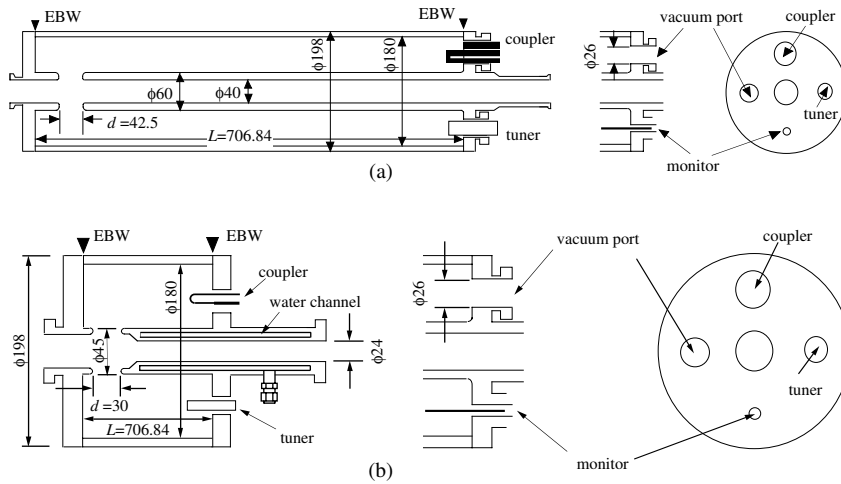 EBW
EBW
coupler
ϕ60
ϕ40
ϕ198
ϕ180
d =42.5
L=706.84
tuner
ϕ26
vacuum port
coupler
tuner
monitor
(a)
EBW
EBW
coupler
water channel
ϕ198
ϕ180
ϕ45
ϕ24
d =30
L=706.84
tuner
ϕ26
vacuum port
coupler
tuner
monitor
(b)